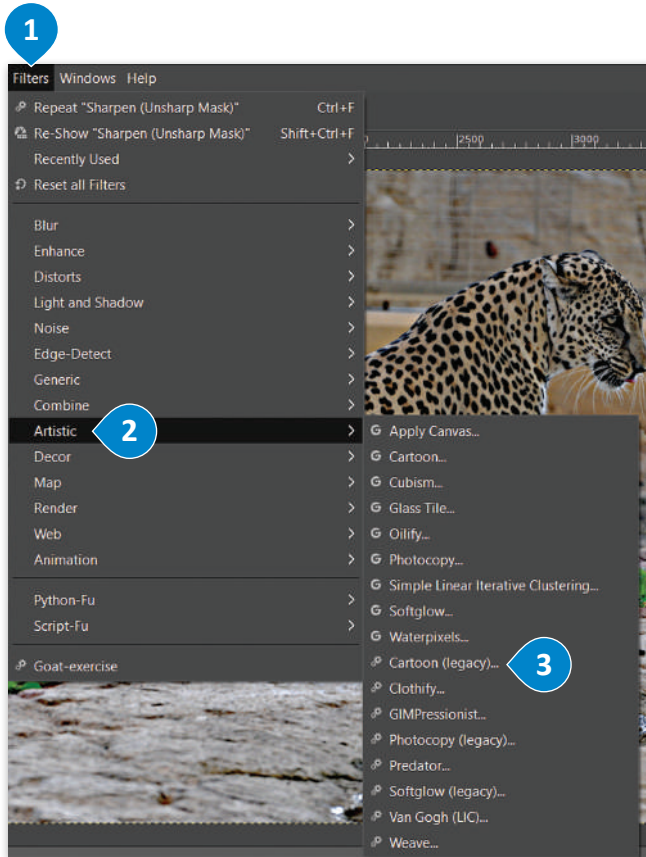 1
Filters Windows Help
Repeat "Sharpen (Unsharp Mask)" Ctrl+F
Re-Show "Sharpen (Unsharp Mask)" Shift+Ctrl+F
Recently Used
Reset all Filters
2500 3000
Blur
Enhance
Distorts
Light and Shadow
Noise
Edge-Detect
Generic
Combine
Artistic 2
Decor
Map
Render
Web
Animation
Python-Fu
Script-Fu
Goat-exercise
Apply Canvas...
Cartoon...
Cubism...
Glass Tile...
Oilify...
Photocopy...
Simple Linear Iterative Clustering...
Softglow...
Waterpixels...
Cartoon (legacy)... 3
Clothify...
GIMPressionist...
Photocopy (legacy)...
Predator...
Softglow (legacy)...
Van Gogh (LIC)...
Weave...